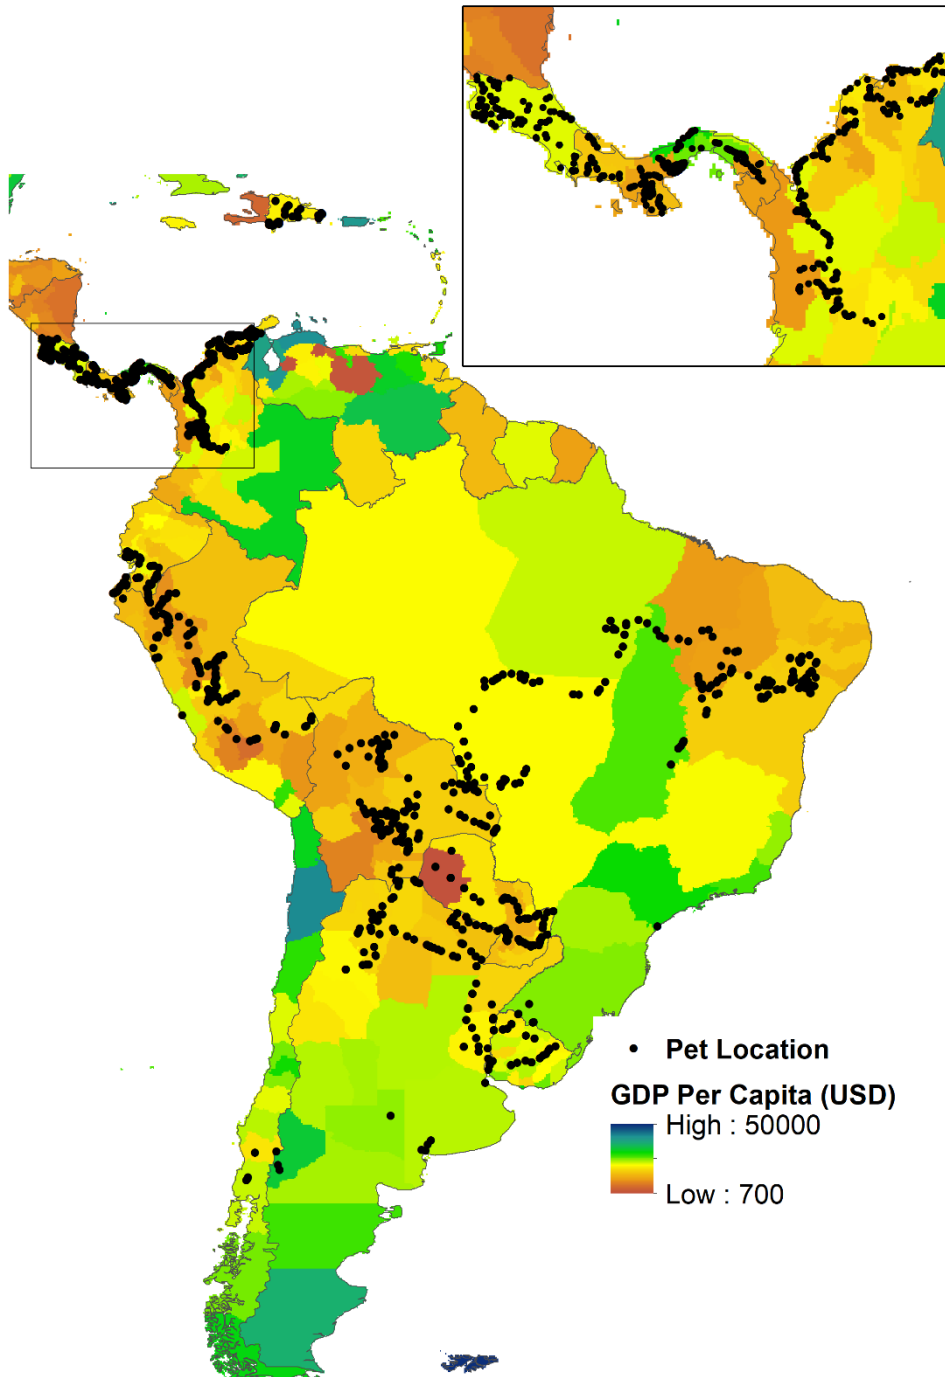 Pet Location
GDP Per Capita (USD)
High : 50000
Low : 700